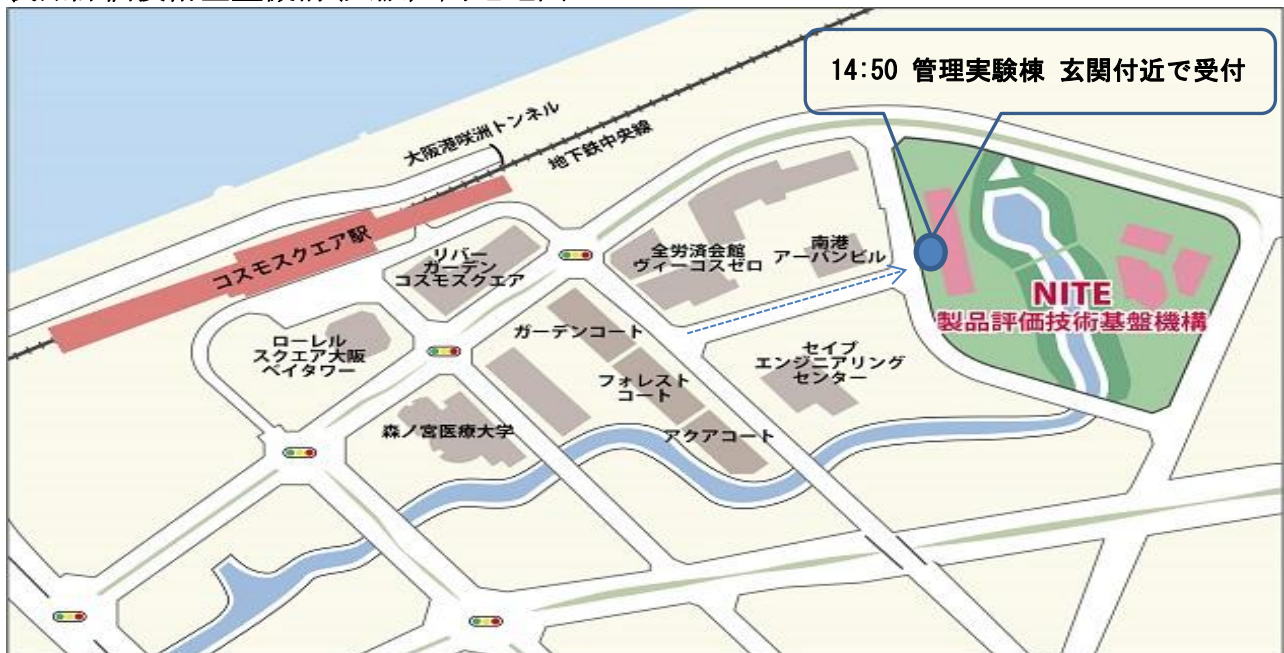 14:50 管理実験棟 玄関付近で受付
大阪港咲洲トンネル
地下鉄中央線
コスモスクエア駅
リバー
ガーデン
コスモスクエア
全労済会館
ヴィーコスゼロ
南港
アーバンビル
NITE
製品評価技術基盤機構
ローレル
スクエア大阪
ベイタワー
ガーデンコート
フォレスト
コート
セイブ
エンジニアリング
センター
森ノ宮医療大学
アクアコート